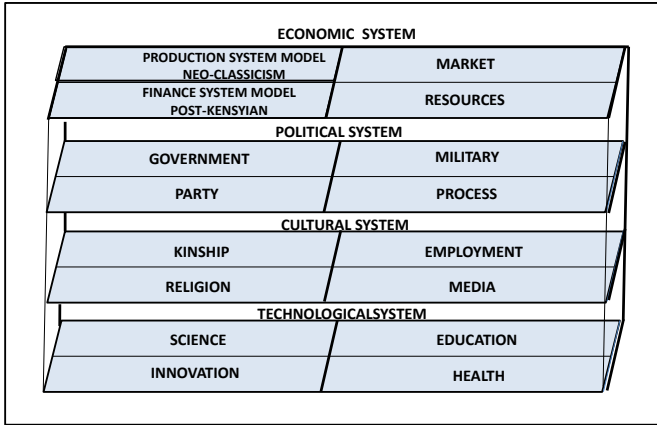 ECONOMIC SYSTEM
PRODUCTION SYSTEM MODEL
NEO-CLASSICISM
MARKET
FINANCE SYSTEM MODEL
POST-KENSYIAN
RESOURCES
POLITICAL SYSTEM
GOVERNMENT
MILITARY
PARTY
PROCESS
CULTURAL SYSTEM
KINSHIP
EMPLOYMENT
RELIGION
MEDIA
TECHNOLOGICALSYSTEM
SCIENCE
EDUCATION
INNOVATION
HEALTH